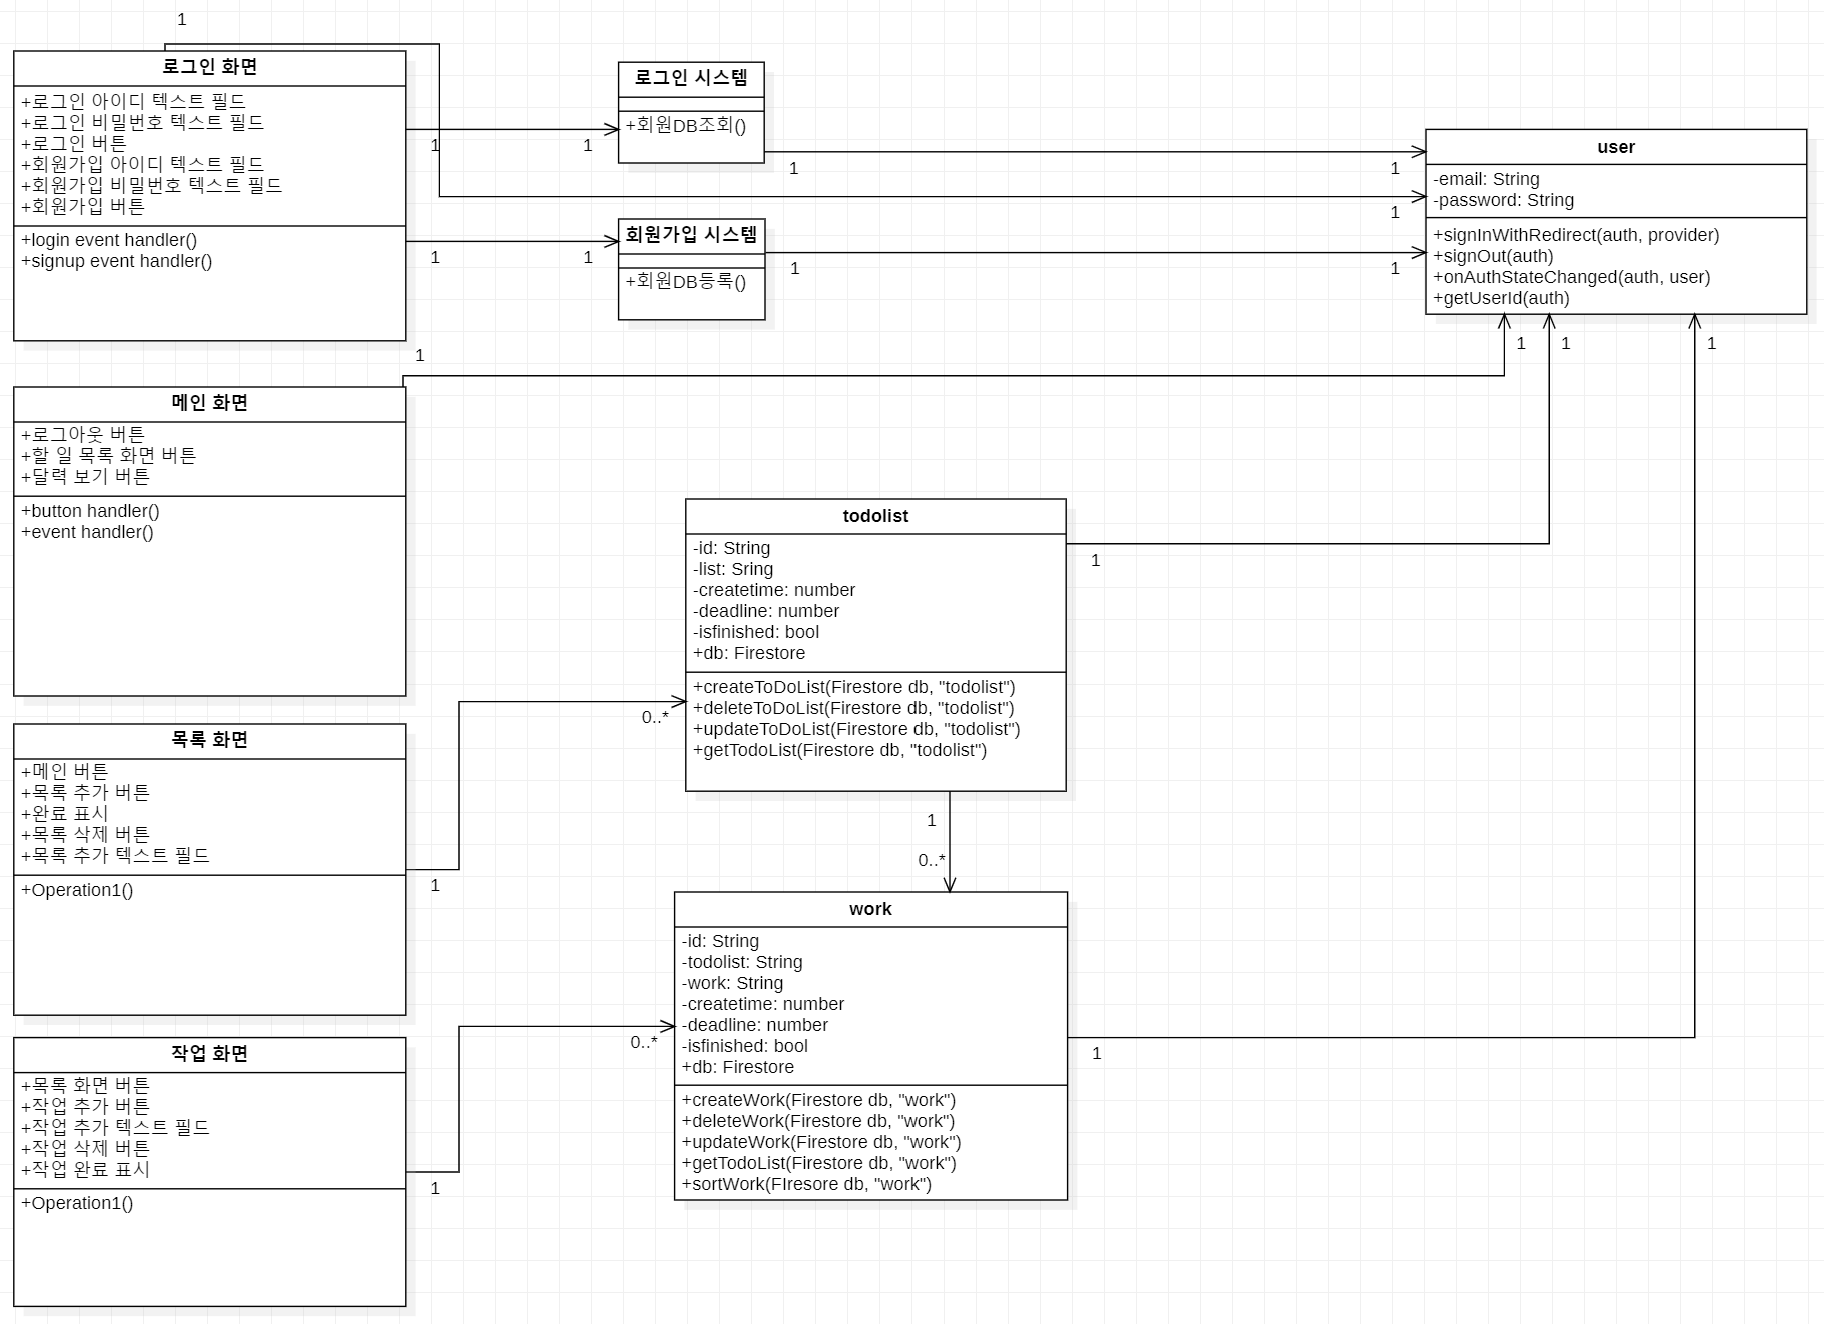 1
로그인 화면
+로그인 아이디 텍스트 필드
+로그인 비밀번호 텍스트 필드
+로그인 버튼
+회원가입 아이디 텍스트 필드
+회원가입 비밀번호 텍스트 필드
+회원가입 버튼
+login event handler()
+signup event handler()
1
1
1
1
로그인 시스템
+회원DB조회()
1
1
1
회원가입 시스템
+회원DB등록()
1
1
user
-email: String
-password: String
+signInWithRedirect(auth, provider)
+signOut(auth)
+onAuthStateChanged(auth, user)
+getUserId(auth)
1
1
1
1
메인 화면
+로그아웃 버튼
+할 일 목록 화면 버튼
+달력 보기 버튼
+button handler()
+event handler()
todolist
-id: String
-list: Sring
-createtime: number
-deadline: number
-isfinished: bool
+db: Firestore
+createToDoList(Firestore db, "todolist")
+deleteToDoList(Firestore db, "todolist")
+updateToDoList(Firestore db, "todolist")
+getTodoList(Firestore db, "todolist")
1
0..*
목록 화면
+메인 버튼
+목록 추가 버튼
+완료 표시
+목록 삭제 버튼
+목록 추가 텍스트 필드
+Operation1()
1
1
0..*
work
-id: String
-todolist: String
-work: String
-createtime: number
-deadline: number
-isfinished: bool
+db: Firestore
+createWork(Firestore db, "work")
+deleteWork(Firestore db, "work")
+updateWork(Firestore db, "work")
+getTodoList(Firestore db, "work")
+sortWork(FIresore db, "work")
0..*
1
작업 화면
+목록 화면 버튼
+작업 추가 버튼
+작업 추가 텍스트 필드
+작업 삭제 버튼
+작업 완료 표시
+Operation1()
1